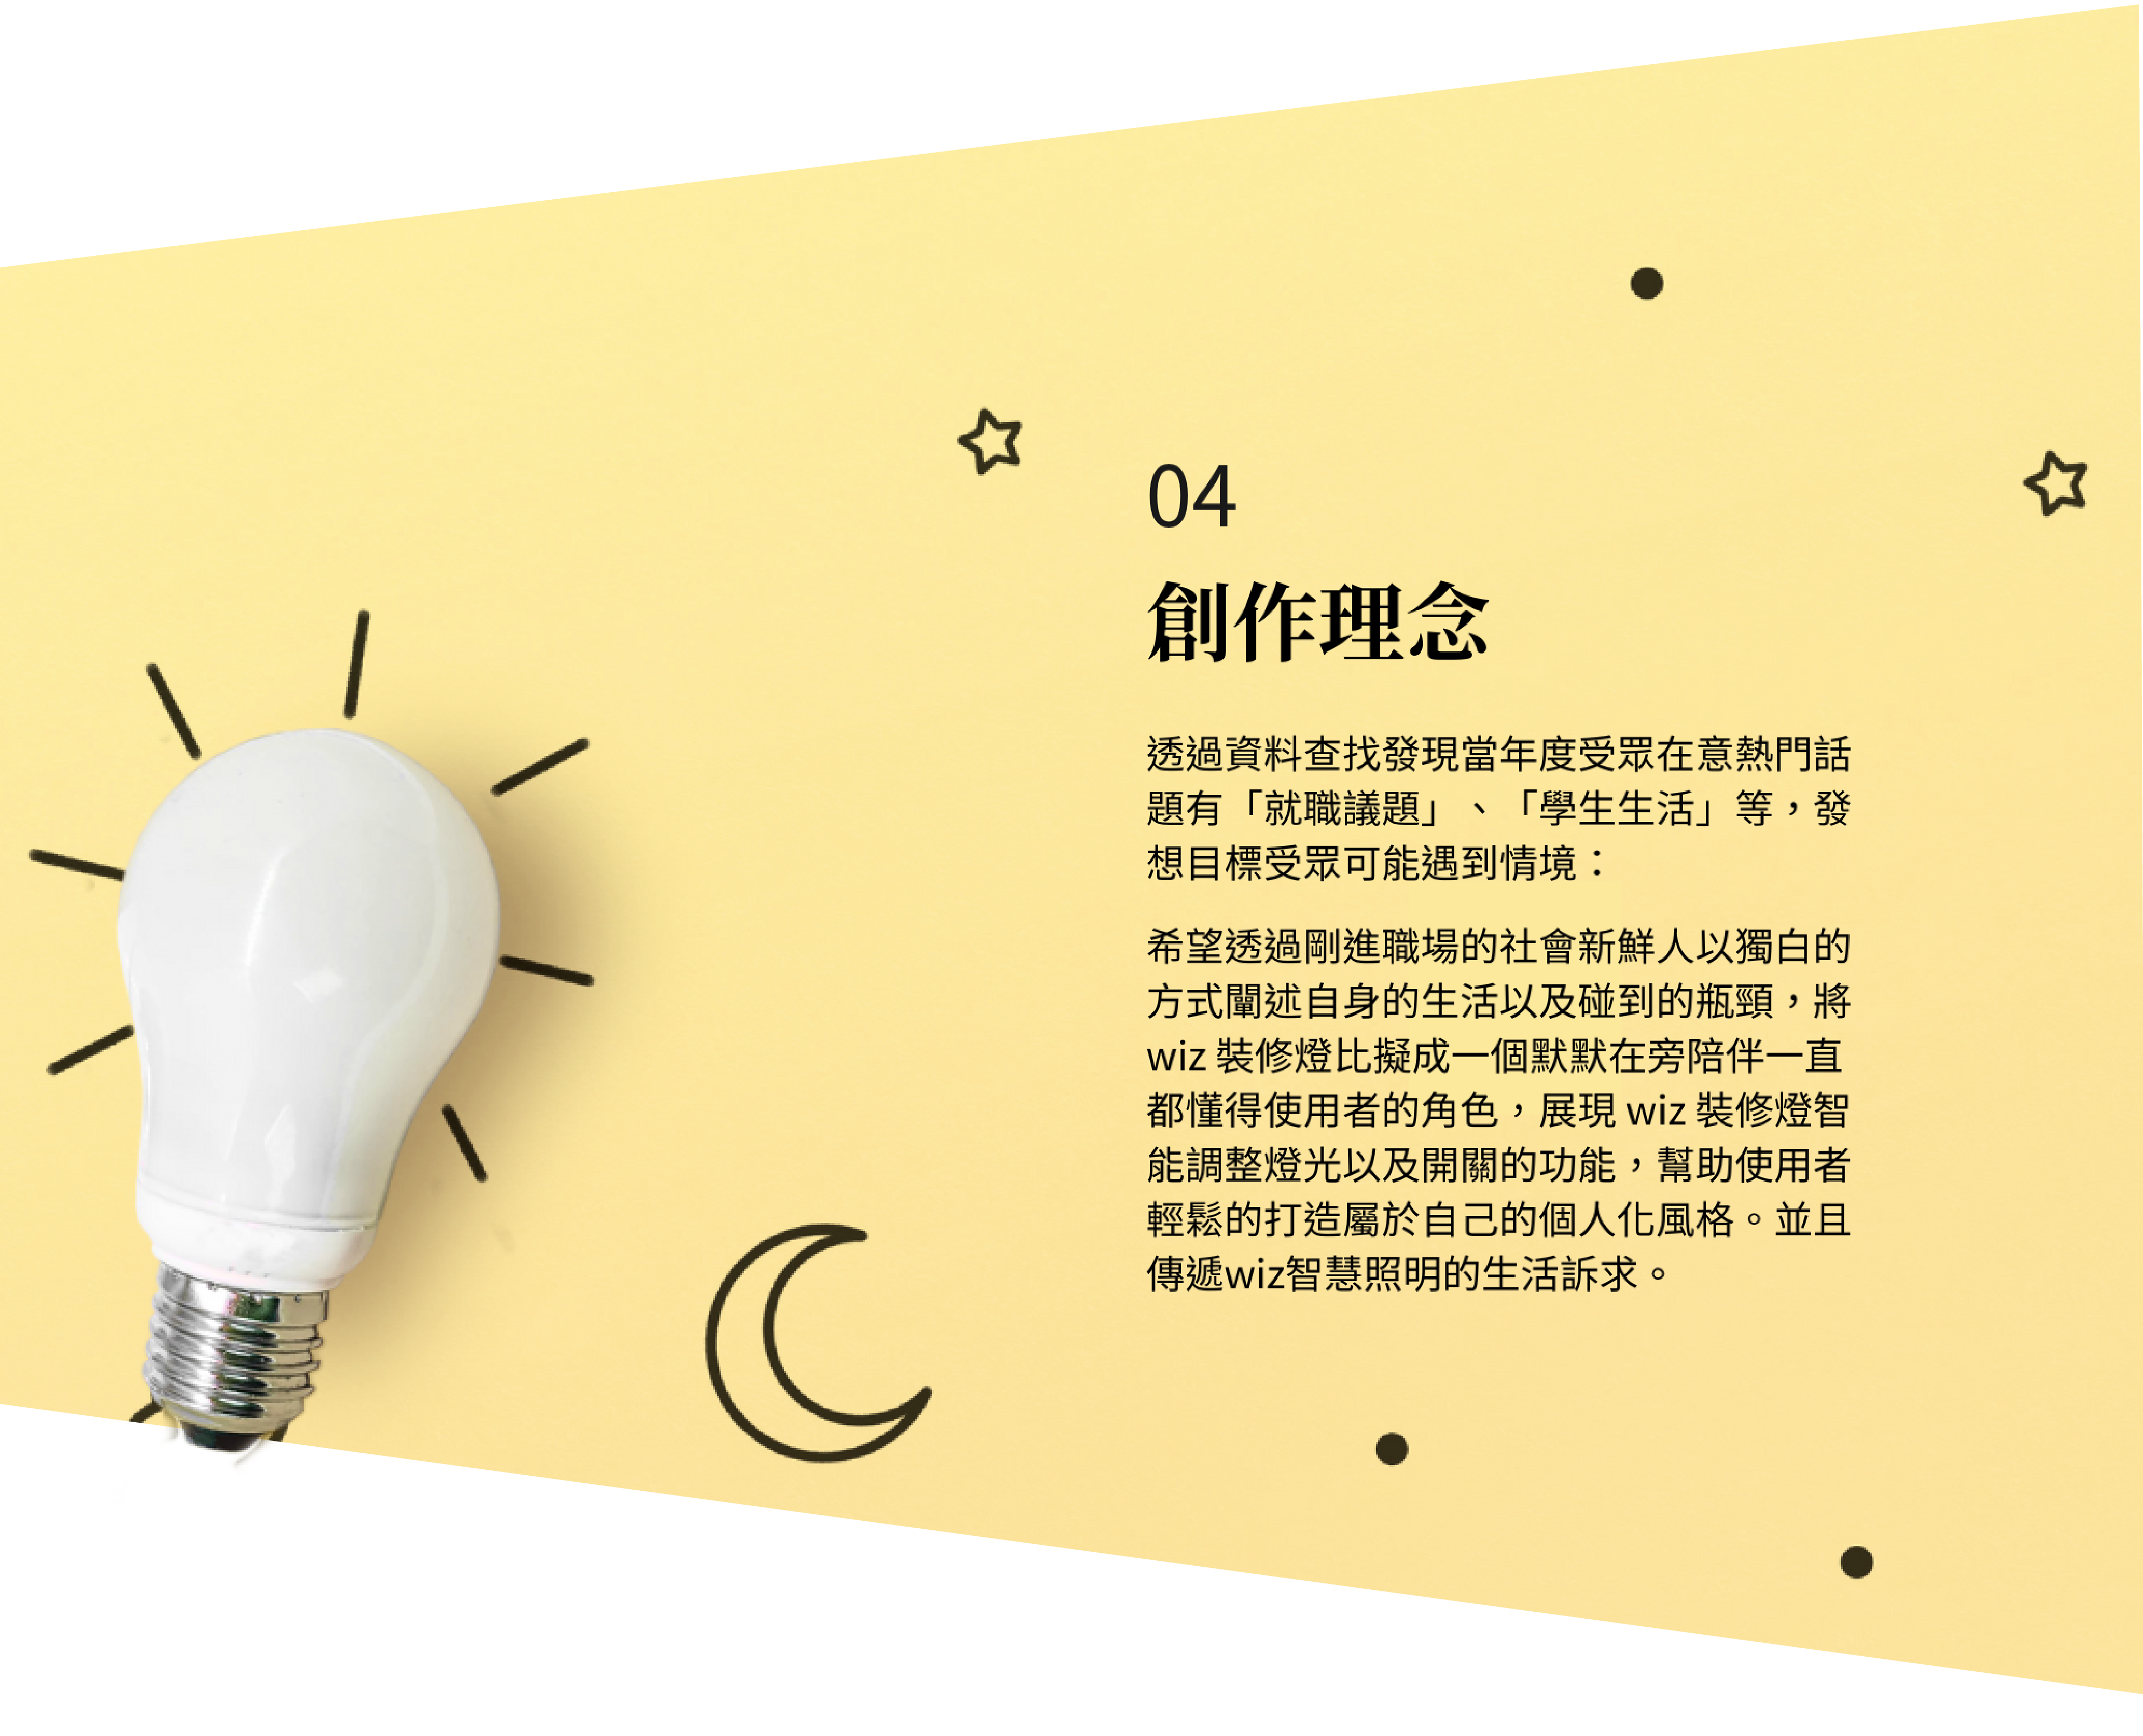 04
創作理念
透過資料查找發現當年度受眾在意熱門話
題有「就職議題」、「學生生活」等，發
想目標受眾可能遇到情境：
希望透過剛進職場的社會新鮮人以獨白的
方式闡述自身的生活以及碰到的瓶頸，將
wiz 裝修燈比擬成一個默默在旁陪伴一直
都懂得使用者的角色，展現 wiz 裝修燈智
能調整燈光以及開關的功能，幫助使用者
輕鬆的打造屬於自己的個人化風格。並且
傳遞wiz智慧照明的生活訴求。